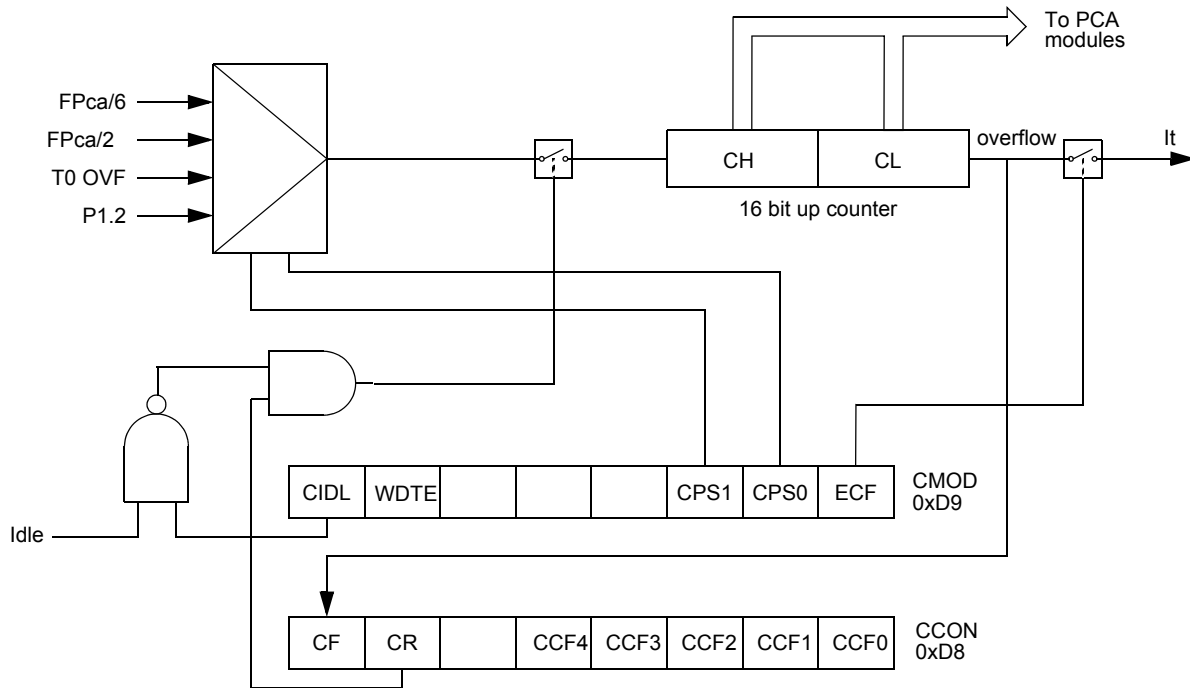 To PCA
modules
FPca/6
FPca/2
T0 OVF
P1.2
CH CL
overflow
It
16 bit up counter
CIDL WDTE CPS1 CPS0 ECF
CMOD
0xD9
Idle
CF CR CCF4 CCF3 CCF2 CCF1 CCF0
CCON
0xD8